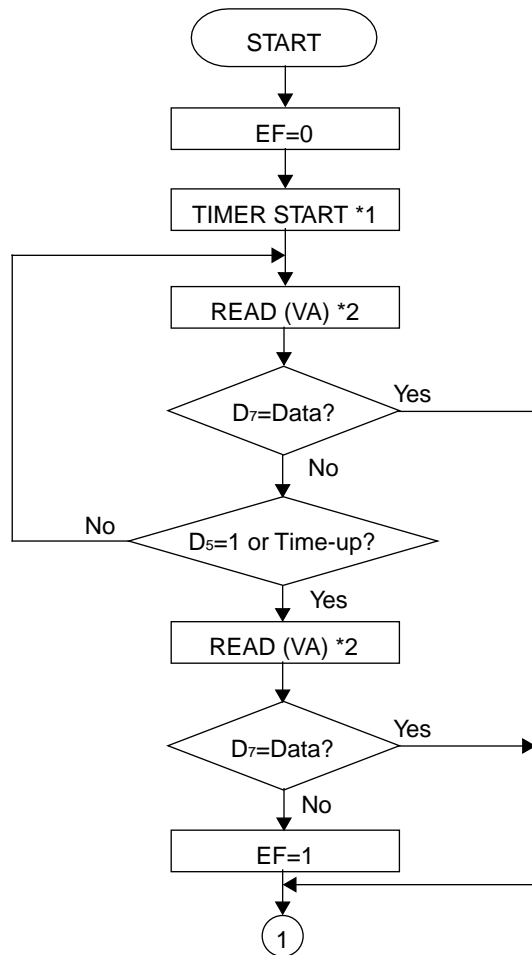 START
EF=0
TIMER START *1
READ (VA) *2
D7=Data?
Yes
No
D5=1 or Time-up?
No
Yes
READ (VA) *2
D7=Data?
Yes
No
EF=1
1